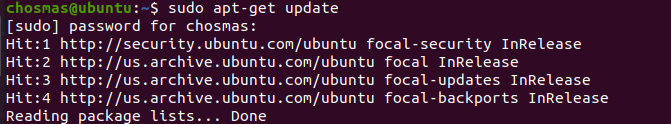 chosmas@ubuntu:~$ sudo apt-get update
[sudo] password for chosmas:
Hit:1 http://security.ubuntu.com/ubuntu focal-security InRelease
Hit:2 http://us.archive.ubuntu.com/ubuntu focal InRelease
Hit:3 http://us.archive.ubuntu.com/ubuntu focal-updates InRelease
Hit:4 http://us.archive.ubuntu.com/ubuntu focal-backports InRelease
Reading package lists... Done